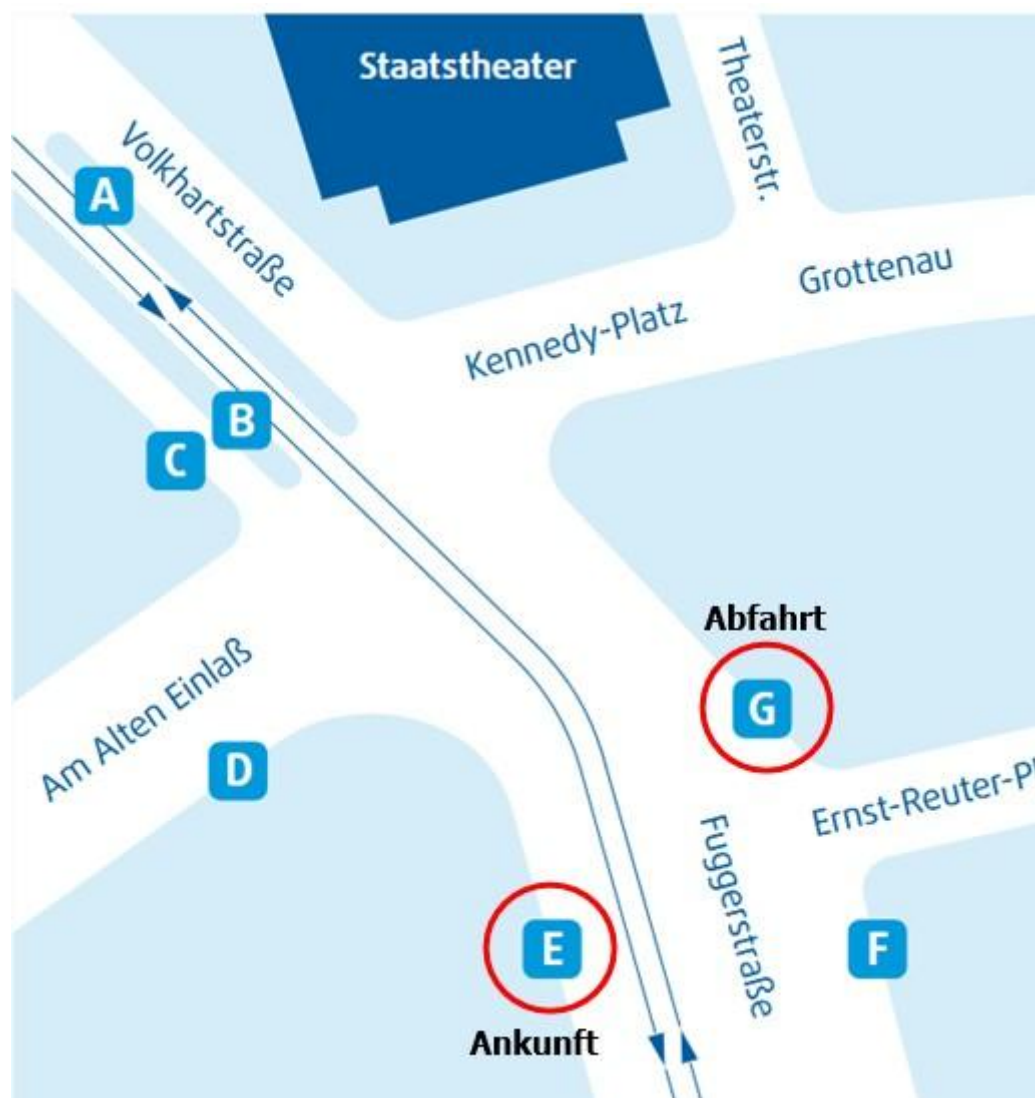 Staatstheater
Theaterstr.
Volkhartstraße
A
Grottenau
Kennedy-Platz
B
C
Abfahrt
G
Am Alten Einlaß
D
Ernst-Reuter-Pl
Fuggerstraße
E
F
Ankunft